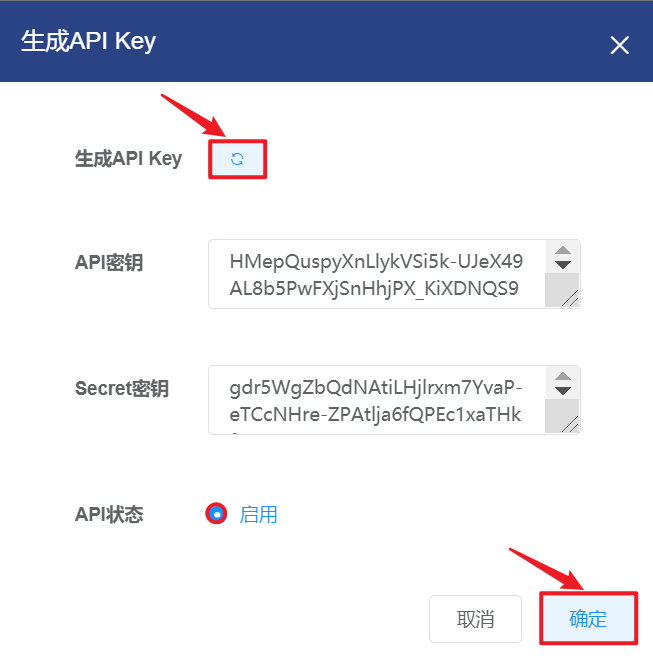 生成API Key
生成API Key
API密钥
HMepQuspyXnLlykVSi5k-UJeX49
AL8b5PwFXjSnHhjPX_KiXDNQS9
Secret密钥
gdr5WgZbQdNAtiLHjlrxm7YvaP-
eTCcNHre-ZPAtlja6fQPEc1xaTHk
API状态
启用
取消
确定